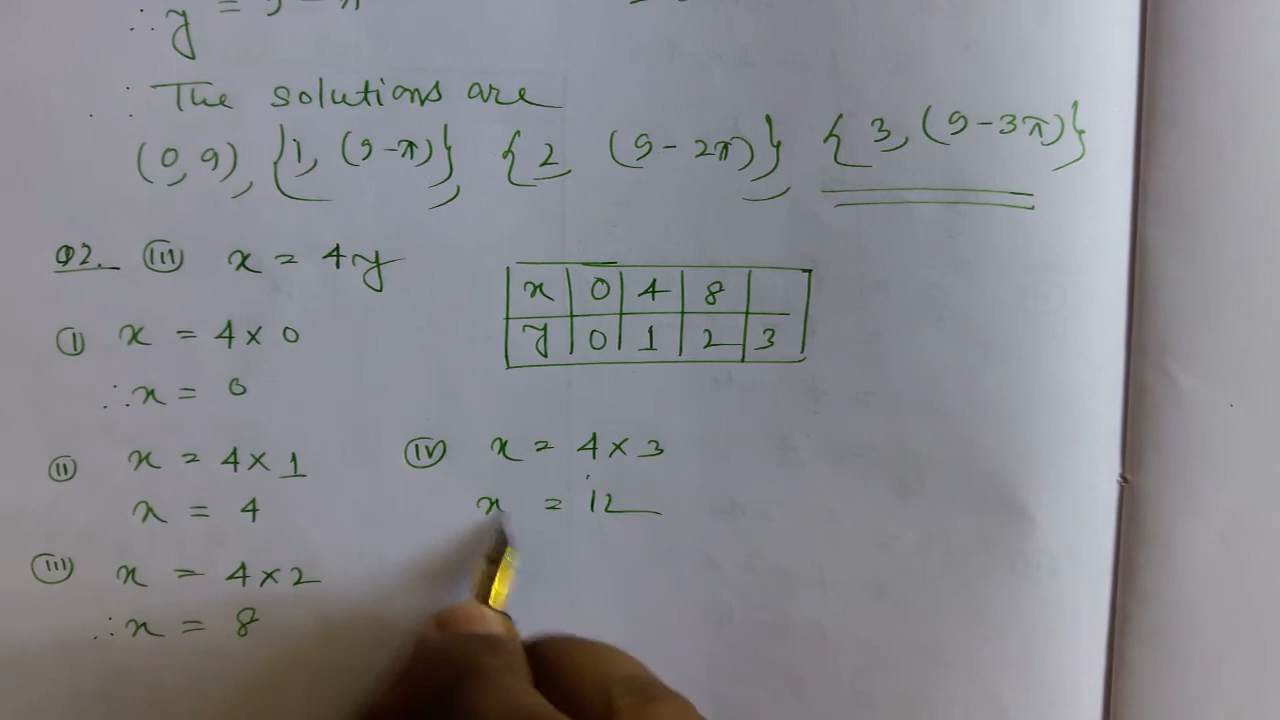 ∴ y =
∴ The solutions are
(0,9), {1, (9-π)}, {2, (9-2π)}, {3, (9-3π)}
Q2. (iii) x = 4y
x 0 4 8
y 0 1 2 3
(i) x = 4 × 0
∴ x = 0
(ii) x = 4 × 1
x = 4
(iii) x = 4 × 2
∴ x = 8
(iv) x = 4 × 3
x = 12